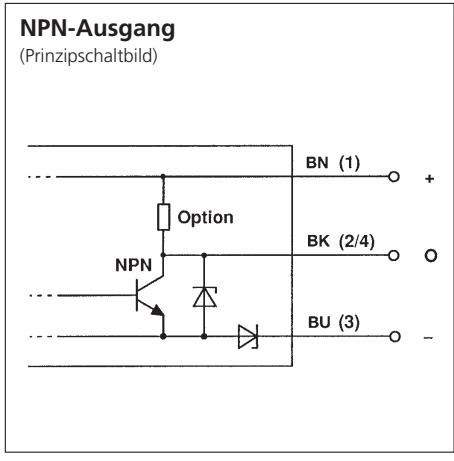 NPN-Ausgang
(Prinzipschaltbild)
BN (1)
+
Option
BK (2/4)
O
NPN
BU (3)
–